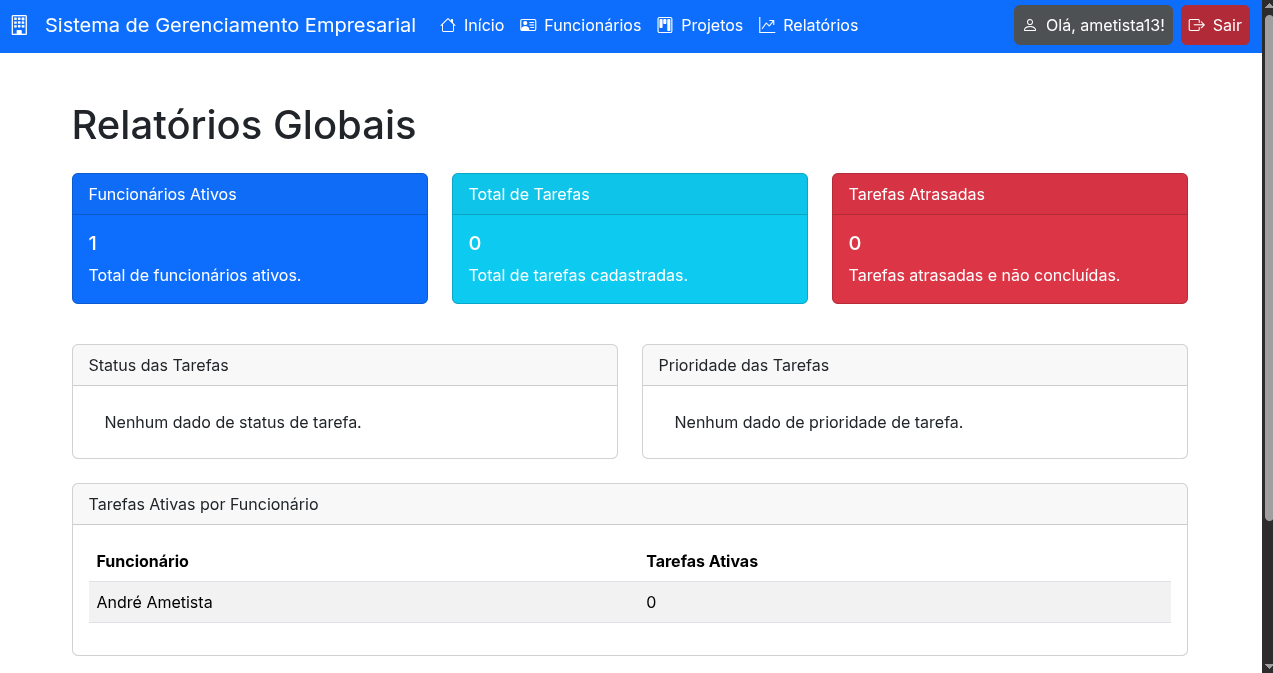 Sistema de Gerenciamento Empresarial Início Funcionários Projetos Relatórios Olá, ametista13! Sair
Relatórios Globais
Funcionários Ativos
1
Total de funcionários ativos.
Total de Tarefas
0
Total de tarefas cadastradas.
Tarefas Atrasadas
0
Tarefas atrasadas e não concluídas.
Status das Tarefas
Nenhum dado de status de tarefa.
Prioridade das Tarefas
Nenhum dado de prioridade de tarefa.
Tarefas Ativas por Funcionário
Funcionário Tarefas Ativas
André Ametista 0